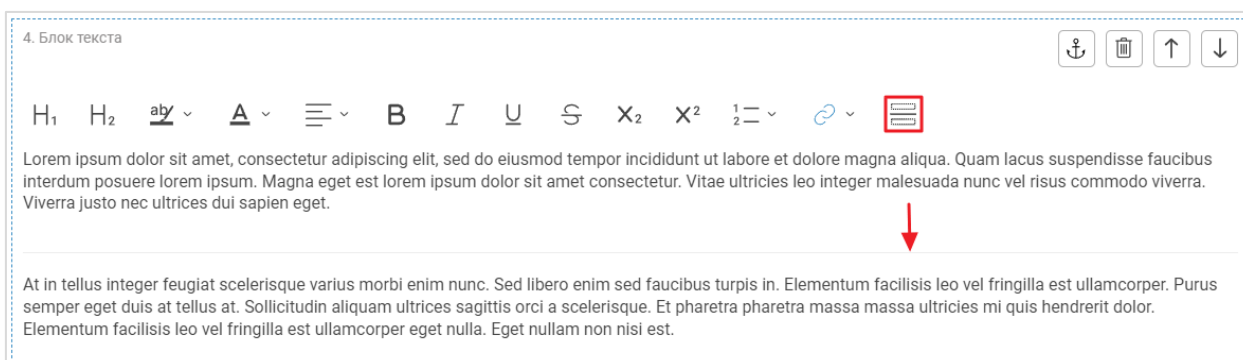 4. Блок текста
H₁ H₂ ab A B I U S X₂ X² 1 2
Lorem ipsum dolor sit amet, consectetur adipiscing elit, sed do eiusmod tempor incididunt ut labore et dolore magna aliqua. Quam lacus suspendisse faucibus
interdum posuere lorem ipsum. Magna eget est lorem ipsum dolor sit amet consectetur. Vitae ultricies leo integer malesuada nunc vel risus commodo viverra.
Viverra justo nec ultrices dui sapien eget.
At in tellus integer feugiat scelerisque varius morbi enim nunc. Sed libero enim sed faucibus turpis in. Elementum facilisis leo vel fringilla est ullamcorper. Purus
semper eget duis at tellus at. Sollicitudin aliquam ultrices sagittis orci a scelerisque. Et pharetra pharetra massa massa ultricies mi quis hendrerit dolor.
Elementum facilisis leo vel fringilla est ullamcorper eget nulla. Eget nullam non nisi est.